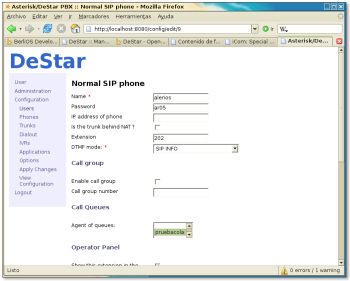 Asterisk/DeStar PBX :: Normal SIP phone - Mozilla Firefox
Archivo Editar Ver Ir Marcadores Herramientas Ayuda
http://localhost:8080/config/edit/9
Ir
BerliOS Develo...
DeStar :: Man...
DeStar - Open...
Contenido de f...
iCom: Special ...
Asterisk/De...
DeStar
User
Administration
Configuration
Users
Phones
Trunks
Dialout
IVRs
Applications
Options
Apply Changes
View
Configuration
Logout
Normal SIP phone
Name * alerios
Password ar05
IP address of phone
Is the trunk behind NAT ?
Extension 202
DTMF mode: * SIP INFO
Call group
Enable call group
Call group number
Call Queues
Agent of queues:
pruebacola
Operator Panel
Show this extension in the
Listo
0 errors / 1 warning